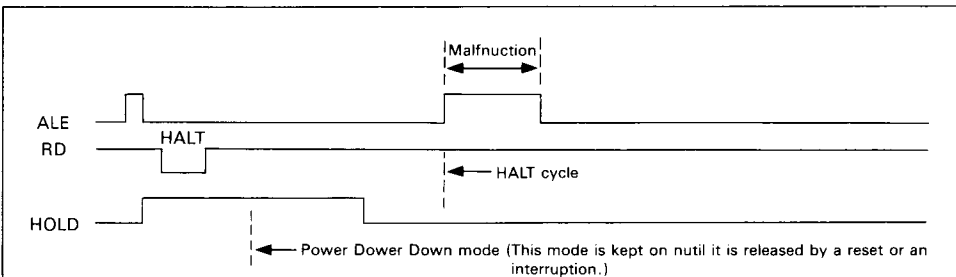 Malfnuction
ALE
HALT
RD
HALT cycle
HOLD
Power Dower Down mode (This mode is kept on nutil it is released by a reset or an
interruption.)